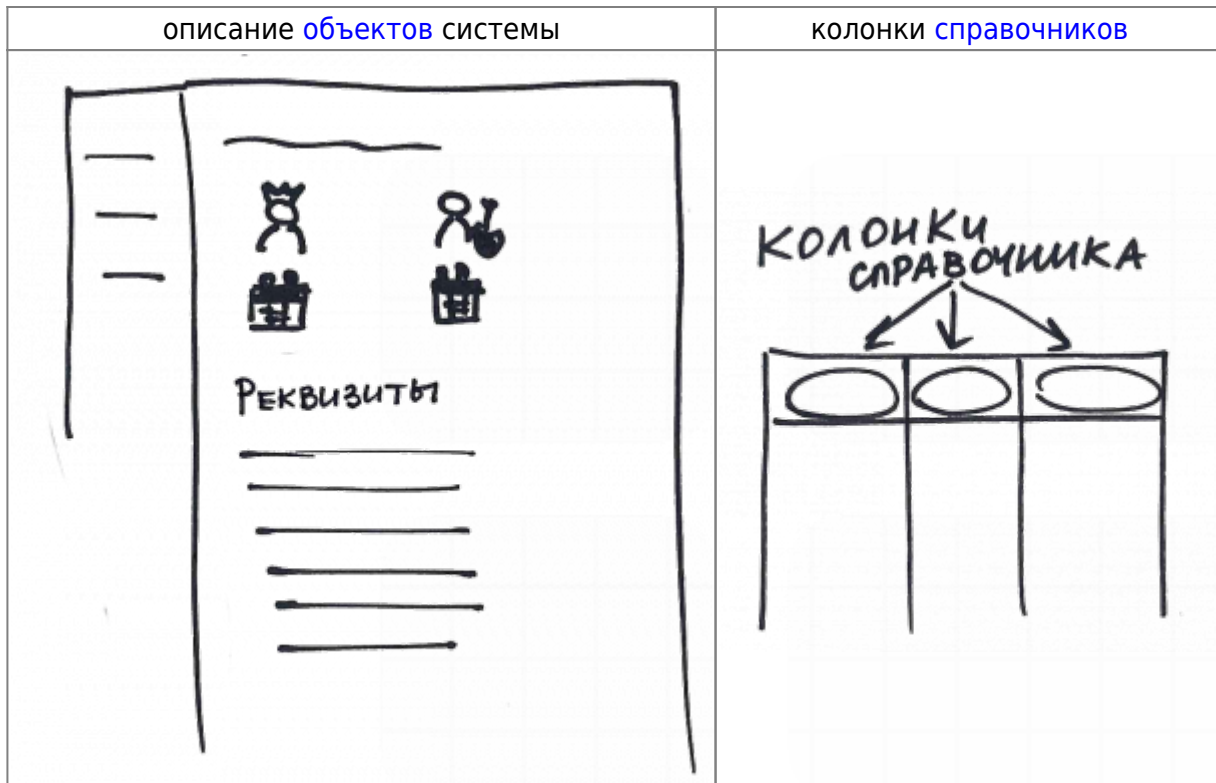 описание объектов системы
колонки справочников
Реквизиты
КОЛОНКИ
СПРАВОЧНИКА